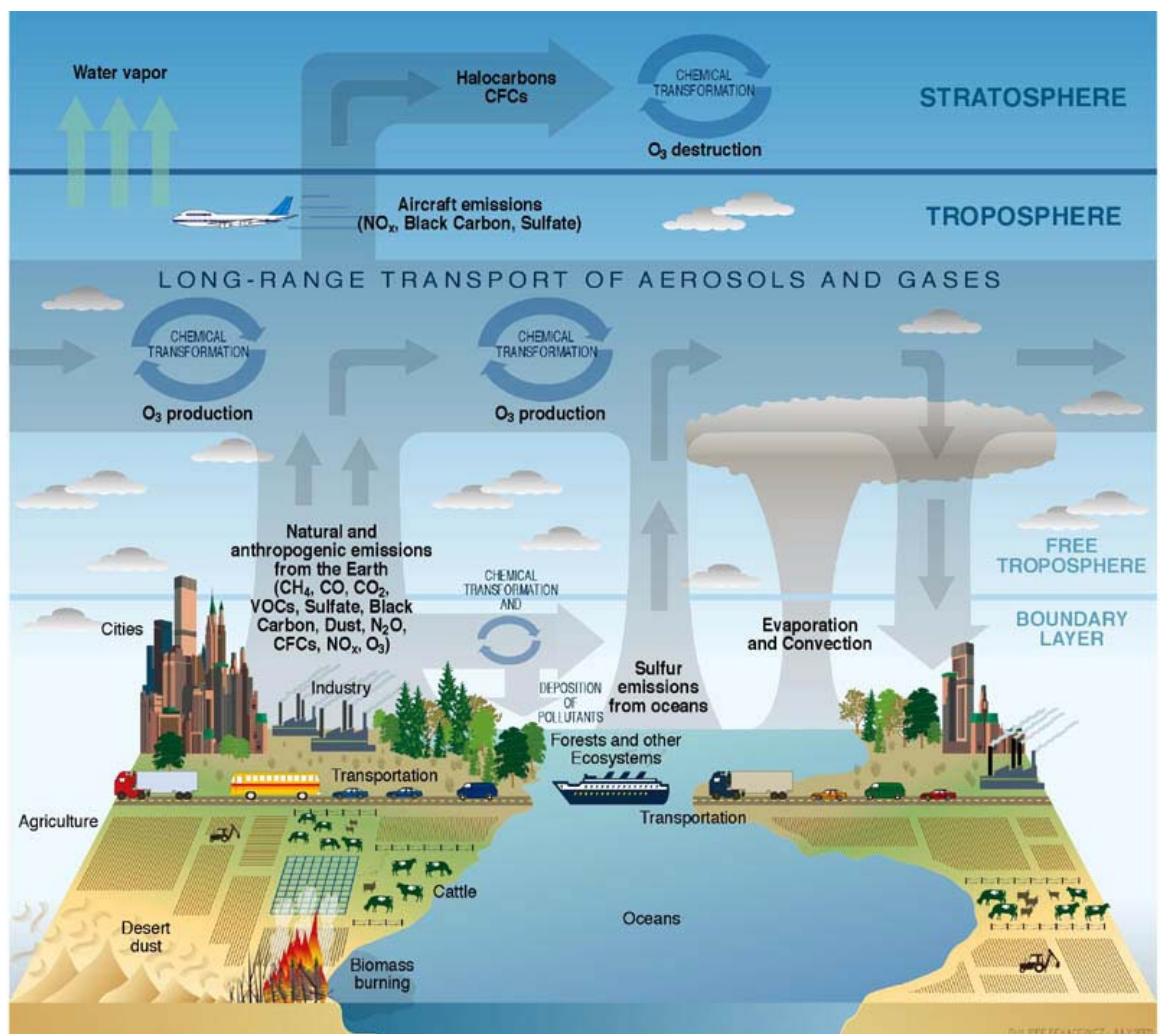 Water vapor
Halocarbons
CFCs
CHEMICAL
TRANSFORMATION
O₃ destruction
STRATOSPHERE
Aircraft emissions
(NOₓ, Black Carbon, Sulfate)
TROPOSPHERE
LONG-RANGE TRANSPORT OF AEROSOLS AND GASES
CHEMICAL
TRANSFORMATION
O₃ production
CHEMICAL
TRANSFORMATION
O₃ production
Natural and
anthropogenic emissions
from the Earth
(CH₄, CO, CO₂,
VOCs, Sulfate, Black
Carbon, Dust, N₂O,
CFCs, NOₓ, O₃)
CHEMICAL
TRANSFORMATION
AND
DEPOSITION
OF
POLLUTANTS
FREE
TROPOSPHERE
BOUNDARY
LAYER
Cities
Industry
Sulfur
emissions
from oceans
Evaporation
and Convection
Forests and other
Ecosystems
Transportation
Transportation
Agriculture
Cattle
Desert
dust
Oceans
Biomass
burning